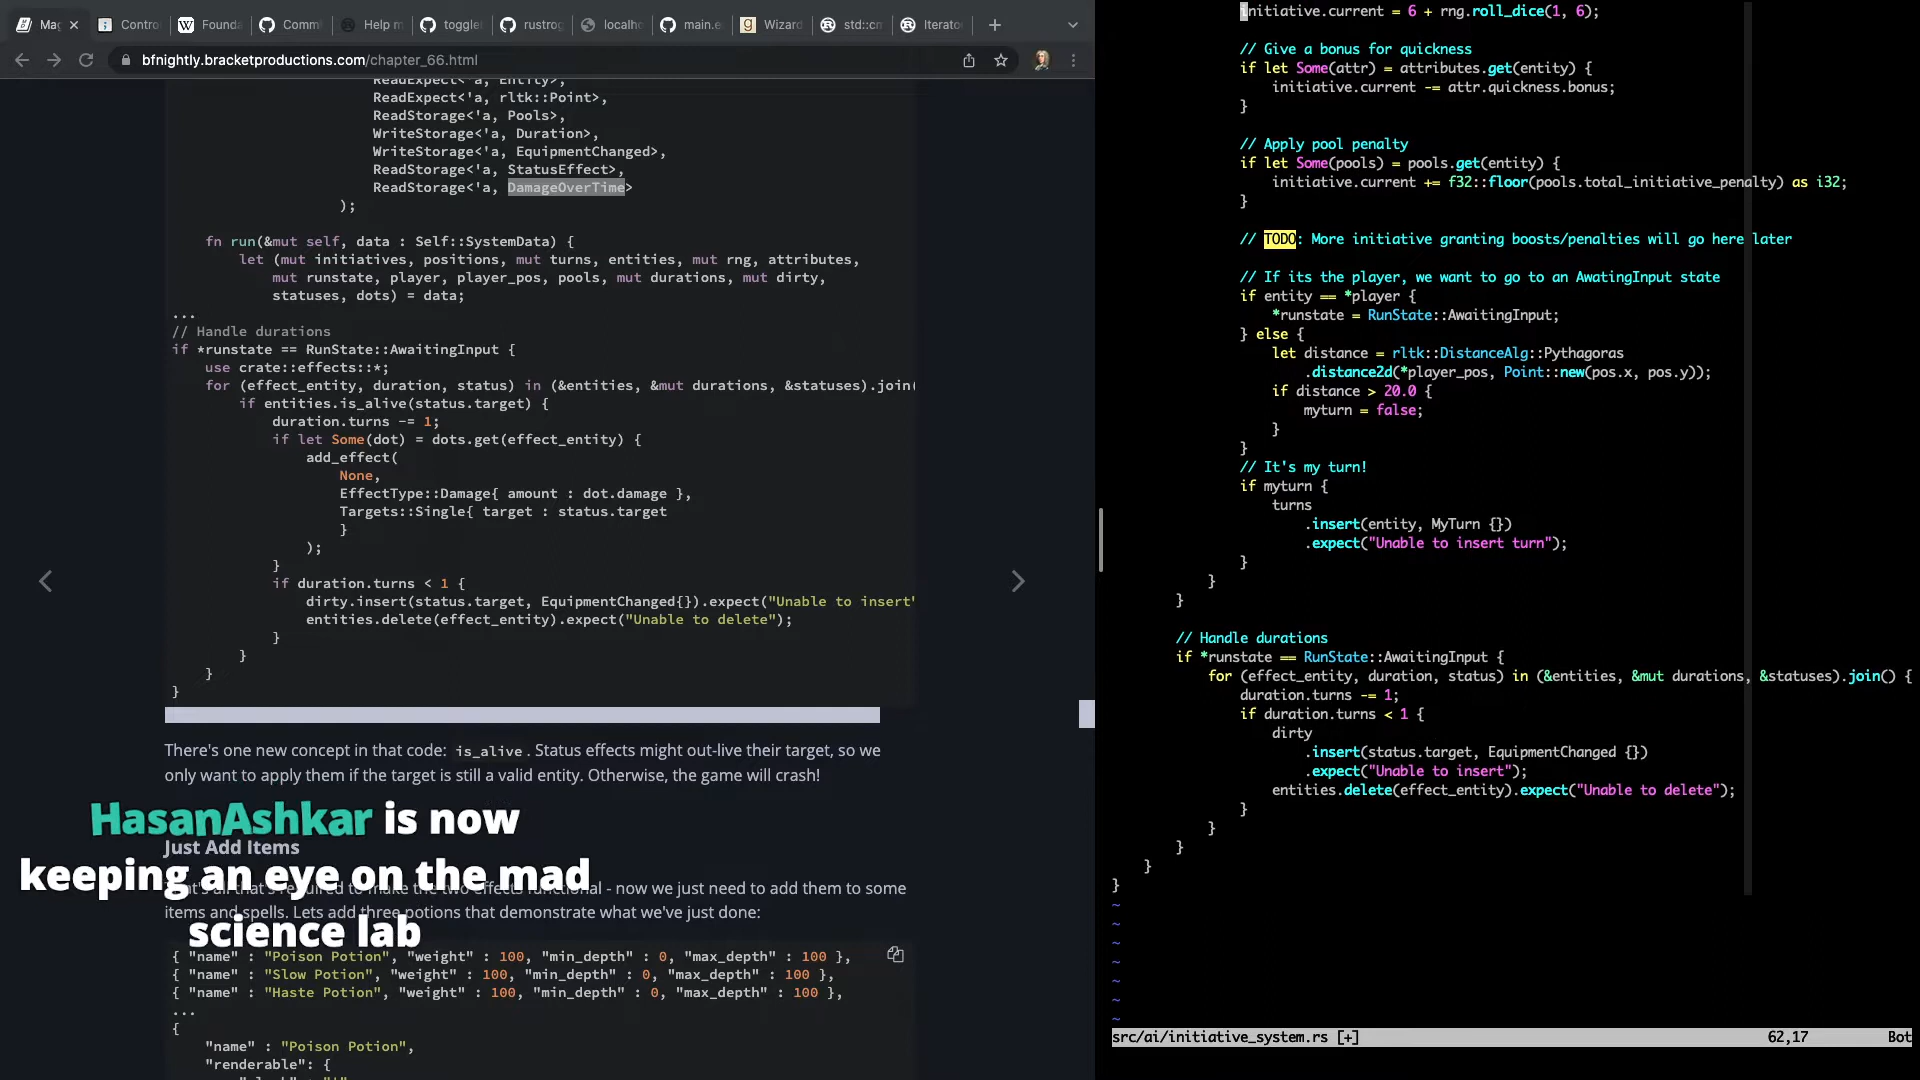 Mag
Contro
Founda
Comm
Help m
toggle
rustrog
localh
main.e
Wizard
std::cm
Iterato
bfnightly.bracketproductions.com/chapter_66.html
ReadExpect<'a, Entity>,
ReadExpect<'a, rltk::Point>,
ReadStorage<'a, Pools>,
WriteStorage<'a, Duration>,
WriteStorage<'a, EquipmentChanged>,
ReadStorage<'a, StatusEffect>,
ReadStorage<'a, DamageOverTime>
);
fn run(&mut self, data : Self::SystemData) {
let (mut initiatives, positions, mut turns, entities, mut rng, attributes,
mut runstate, player, player_pos, pools, mut durations, mut dirty,
statuses, dots) = data;
...
// Handle durations
if *runstate == RunState::AwaitingInput {
use crate::effects::*;
for (effect_entity, duration, status) in (&entities, &mut durations, &statuses).join(
if entities.is_alive(status.target) {
duration.turns -= 1;
if let Some(dot) = dots.get(effect_entity) {
add_effect(
None,
EffectType::Damage{ amount : dot.damage },
Targets::Single{ target : status.target
}
);
}
if duration.turns < 1 {
dirty.insert(status.target, EquipmentChanged{}).expect("Unable to insert"
entities.delete(effect_entity).expect("Unable to delete");
}
}
}
}
There's one new concept in that code: is_alive. Status effects might out-live their target, so we
only want to apply them if the target is still a valid entity. Otherwise, the game will crash!
HasanAshkar is now
keeping an eye on the mad
science lab
Just Add Items
That's all that's required to make the two effects functional - now we just need to add them to some
items and spells. Lets add three potions that demonstrate what we've just done:
{ "name" : "Poison Potion", "weight" : 100, "min_depth" : 0, "max_depth" : 100 },
{ "name" : "Slow Potion", "weight" : 100, "min_depth" : 0, "max_depth" : 100 },
{ "name" : "Haste Potion", "weight" : 100, "min_depth" : 0, "max_depth" : 100 },
...
{
"name" : "Poison Potion",
"renderable": {
initiative.current = 6 + rng.roll_dice(1, 6);
// Give a bonus for quickness
if let Some(attr) = attributes.get(entity) {
initiative.current -= attr.quickness.bonus;
}
// Apply pool penalty
if let Some(pools) = pools.get(entity) {
initiative.current += f32::floor(pools.total_initiative_penalty) as i32;
}
// TODO: More initiative granting boosts/penalties will go here later
// If its the player, we want to go to an AwatingInput state
if entity == *player {
*runstate = RunState::AwaitingInput;
} else {
let distance = rltk::DistanceAlg::Pythagoras
.distance2d(*player_pos, Point::new(pos.x, pos.y));
if distance > 20.0 {
myturn = false;
}
}
// It's my turn!
if myturn {
turns
.insert(entity, MyTurn {})
.expect("Unable to insert turn");
}
}
}
// Handle durations
if *runstate == RunState::AwaitingInput {
for (effect_entity, duration, status) in (&entities, &mut durations, &statuses).join() {
duration.turns -= 1;
if duration.turns < 1 {
dirty
.insert(status.target, EquipmentChanged {})
.expect("Unable to insert");
entities.delete(effect_entity).expect("Unable to delete");
}
}
}
}
}
~
~
~
~
~
~
~
src/ai/initiative_system.rs [+] 62,17 Bot